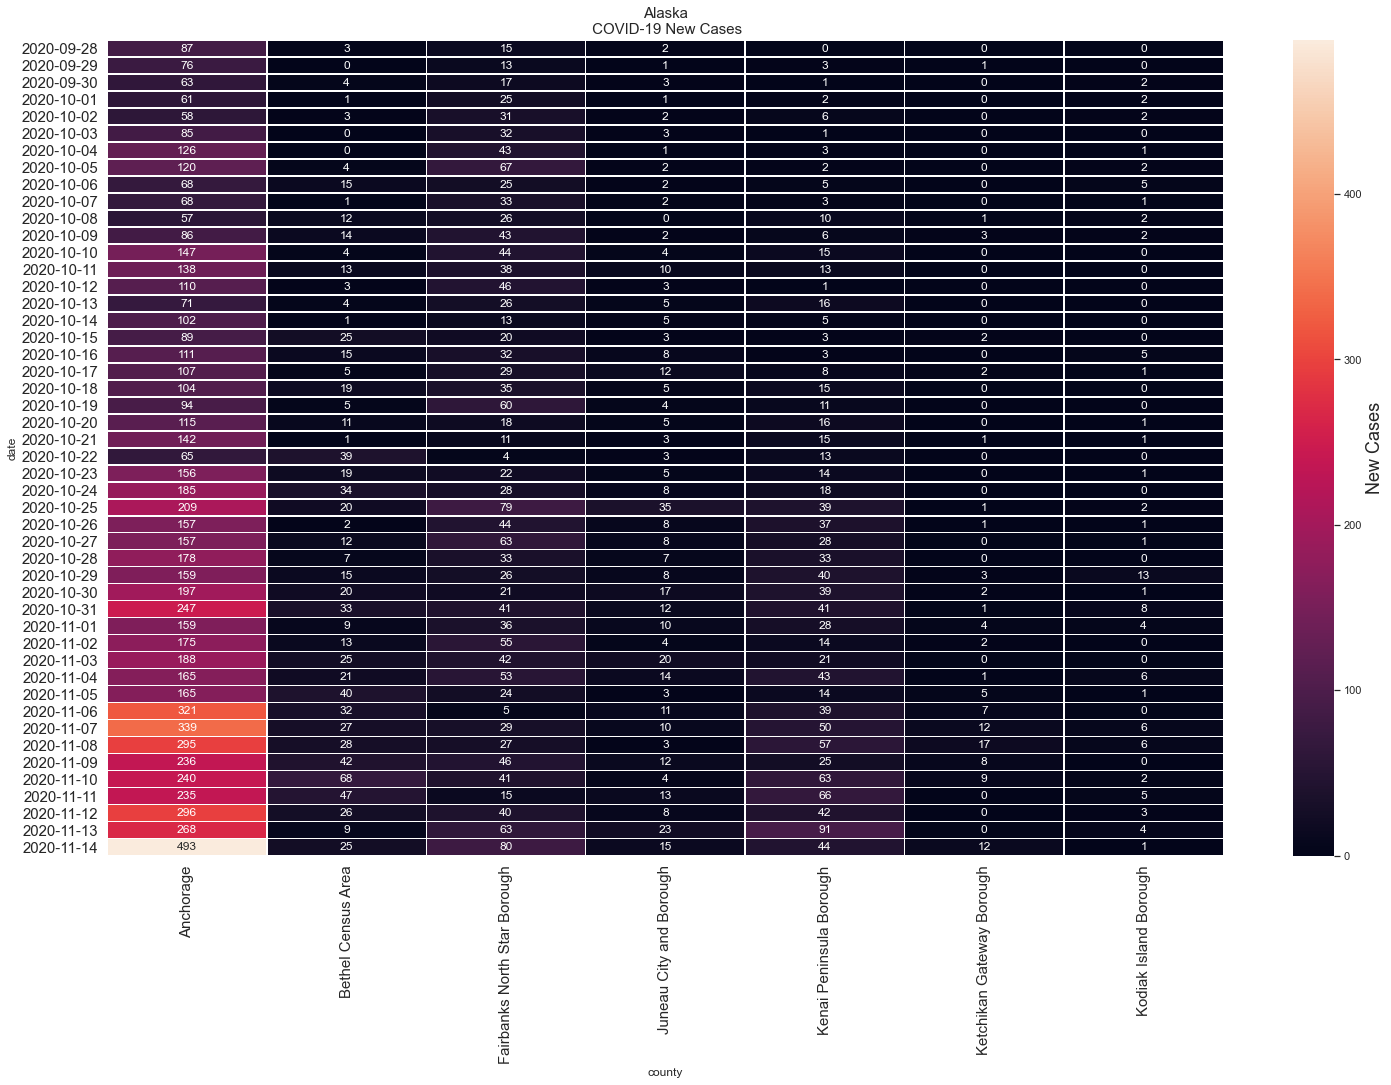 Alaska
COVID-19 New Cases
2020-09-28 87 3 15 2 0 0 0
2020-09-29 76 0 13 1 3 1 0
2020-09-30 63 4 17 3 1 0 2
2020-10-01 61 1 25 1 2 0 2
2020-10-02 58 3 31 2 6 0 2
2020-10-03 85 0 32 3 1 0 0
2020-10-04 126 0 43 1 3 0 1
2020-10-05 120 4 67 2 2 0 2
2020-10-06 68 15 25 2 5 0 5
2020-10-07 68 1 33 2 3 0 1
2020-10-08 57 12 26 0 10 1 2
2020-10-09 86 14 43 2 6 3 2
2020-10-10 147 4 44 4 15 0 0
2020-10-11 138 13 38 10 13 0 0
2020-10-12 110 3 46 3 1 0 0
2020-10-13 71 4 26 5 16 0 0
2020-10-14 102 1 13 5 5 0 0
2020-10-15 89 25 20 3 3 2 0
2020-10-16 111 15 32 8 3 0 5
2020-10-17 107 5 29 12 8 2 1
2020-10-18 104 19 35 5 15 0 0
2020-10-19 94 5 60 4 11 0 0
2020-10-20 115 11 18 5 16 0 1
2020-10-21 142 1 11 3 15 1 1
2020-10-22 65 39 4 3 13 0 0
2020-10-23 156 19 22 5 14 0 1
2020-10-24 185 34 28 8 18 0 0
2020-10-25 209 20 79 35 39 1 2
2020-10-26 157 2 44 8 37 1 1
2020-10-27 157 12 63 8 28 0 1
2020-10-28 178 7 33 7 33 0 0
2020-10-29 159 15 26 8 40 3 13
2020-10-30 197 20 21 17 39 2 1
2020-10-31 247 33 41 12 41 1 8
2020-11-01 159 9 36 10 28 4 4
2020-11-02 175 13 55 4 14 2 0
2020-11-03 188 25 42 20 21 0 0
2020-11-04 165 21 53 14 43 1 6
2020-11-05 165 40 24 3 14 5 1
2020-11-06 321 32 5 11 39 7 0
2020-11-07 339 27 29 10 50 12 6
2020-11-08 295 28 27 3 57 17 6
2020-11-09 236 42 46 12 25 8 0
2020-11-10 240 68 41 4 63 9 2
2020-11-11 235 47 15 13 66 0 5
2020-11-12 296 26 40 8 42 0 3
2020-11-13 268 9 63 23 91 0 4
2020-11-14 493 25 80 15 44 12 1
date
Anchorage
Bethel Census Area
Fairbanks North Star Borough
Juneau City and Borough
Kenai Peninsula Borough
Ketchikan Gateway Borough
Kodiak Island Borough
county
400
300
200
100
0
New Cases